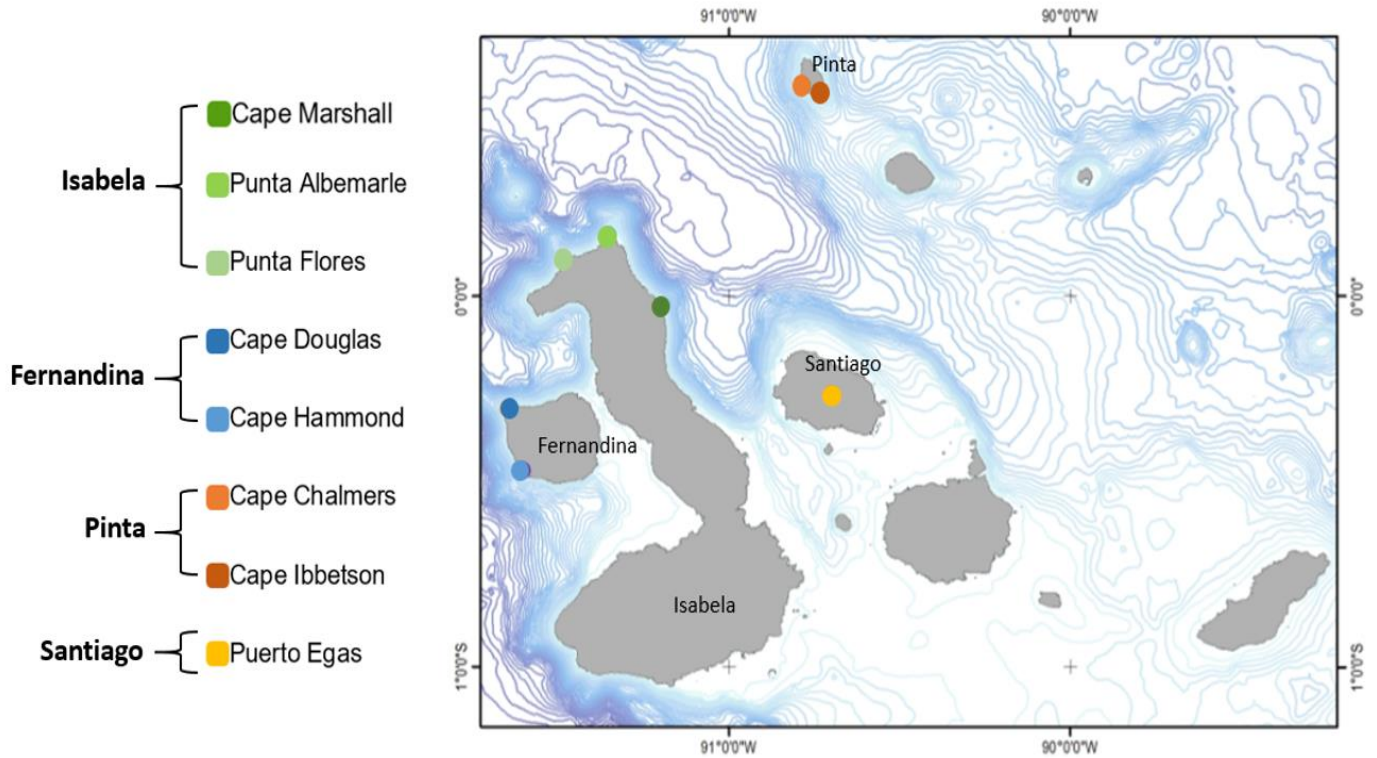 91°0'0"W 90°0'0"W
Isabela
Cape Marshall
Punta Albemarle
Punta Flores
Fernandina
Cape Douglas
Cape Hammond
Pinta
Cape Chalmers
Cape Ibbetson
Santiago
Puerto Egas
Pinta
Santiago
Fernandina
Isabela
0°0'0"
0°0'0"
1°0'0"S
1°0'0"S
91°0'0"W 90°0'0"W